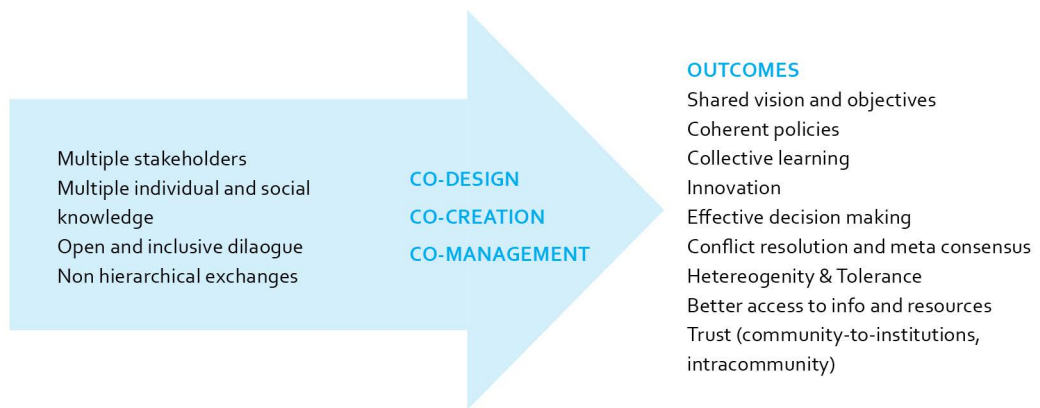 Multiple stakeholders
Multiple individual and social
knowledge
Open and inclusive dilaogue
Non hierarchical exchanges
CO-DESIGN
CO-CREATION
CO-MANAGEMENT
OUTCOMES
Shared vision and objectives
Coherent policies
Collective learning
Innovation
Effective decision making
Conflict resolution and meta consensus
Hetereogenity & Tolerance
Better access to info and resources
Trust (community-to-institutions,
intracommunity)